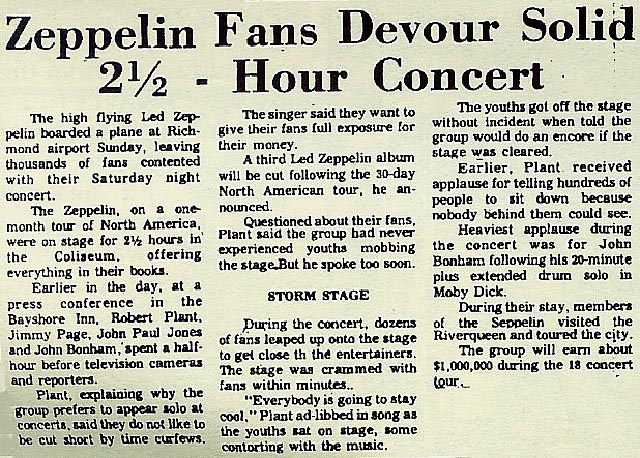 Zeppelin Fans Devour Solid
2½ - Hour Concert
The high flying Led Zep-
pelin boarded a plane at Rich-
mond airport Sunday, leaving
thousands of fans contented
with their Saturday night
concert.
The Zeppelin, on a one-
month tour of North America,
were on stage for 2½ hours in
the Coliseum, offering
everything in their books.
Earlier in the day, at a
press conference in the
Bayshore Inn, Robert Plant,
Jimmy Page, John Paul Jones
and John Bonham, spent a half-
hour before television cameras
and reporters.
Plant, explaining why the
group prefers to appear solo at
concerts, said they do not like to
be cut short by time curfews.
The singer said they want to
give their fans full exposure for
their money.
A third Led Zeppelin album
will be cut following the 30-day
North American tour, he an-
nounced.
Questioned about their fans,
Plant said the group had never
experienced youths mobbing
the stage.But he spoke too soon.
STORM STAGE
During the concert, dozens
of fans leaped up onto the stage
to get close th thd entertainers.
The stage was crammed with
fans within minutes..
"Everybody is going to stay
cool," Plant ad-libbed in song as
the youths sat on stage, some
contorting with the music.
The youths got off the stage
without incident when told the
group would do an encore if the
stage was cleared.
Earlier, Plant received
applause for telling hundreds of
people to sit down because
nobody behind them could see.
Heaviest applause during
the concert was for John
Bonham following his 20-minute
plus extended drum solo in
Moby Dick.
During their stay, members
of the Seppelin visited the
Riverqueen and toured the city.
The group will earn about
$1,000,000 during the 18 concert
tour.